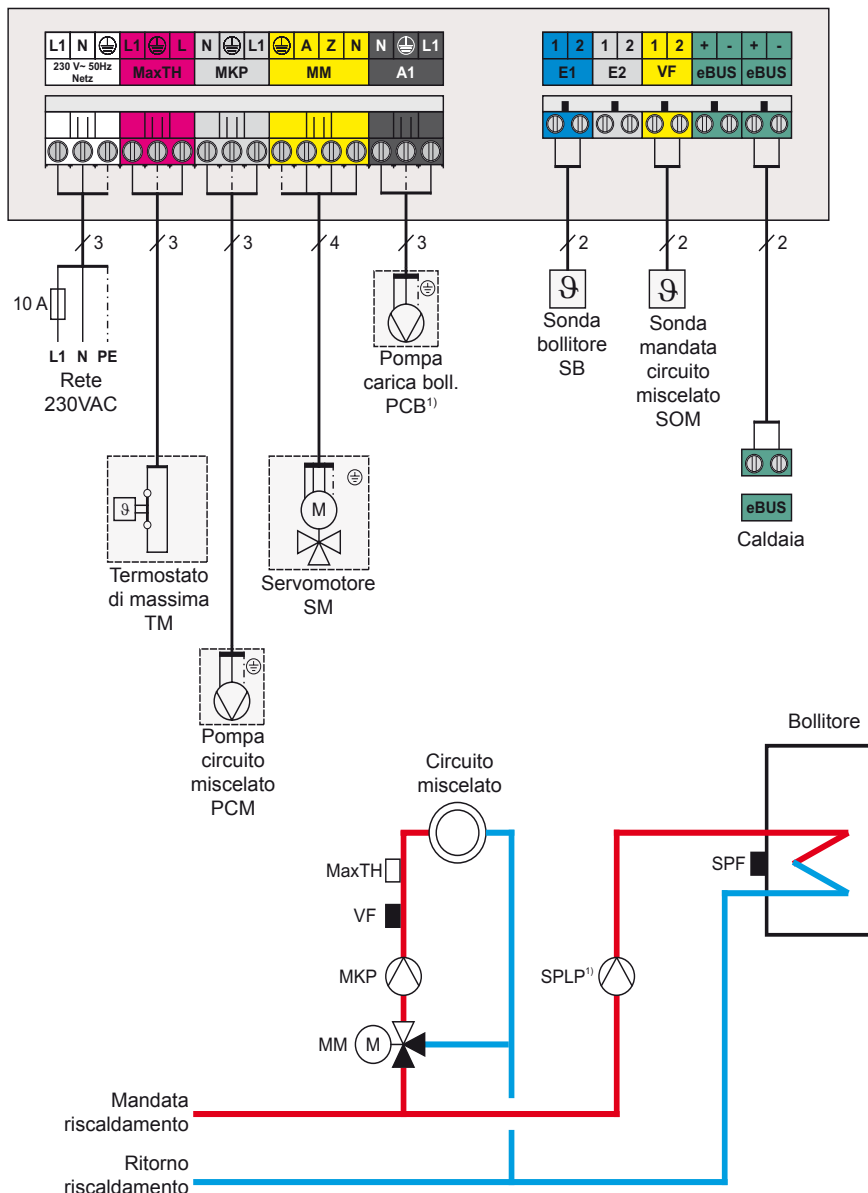 L1 N L1 L N L1 A Z N N L1
230 V~ 50Hz
Netz
MaxTH MKP MM A1
1 2 1 2 1 2 + - + -
E1 E2 VF eBUS eBUS
3 3 3 4 3 2 2 2
10 A
L1 N PE
Rete
230VAC
Pompa
carica boll.
PCB¹⁾
ϑ
Sonda
bollitore
SB
ϑ
Sonda
mandata
circuito
miscelato
SOM
eBUS
Caldaia
ϑ
Termostato
di massima
TM
M
Servomotore
SM
Pompa
circuito
miscelato
PCM
Circuito
miscelato
Bollitore
MaxTH
VF
MKP
MM
M
SPLP¹⁾
SPF
Mandata
riscaldamento
Ritorno
riscaldamento